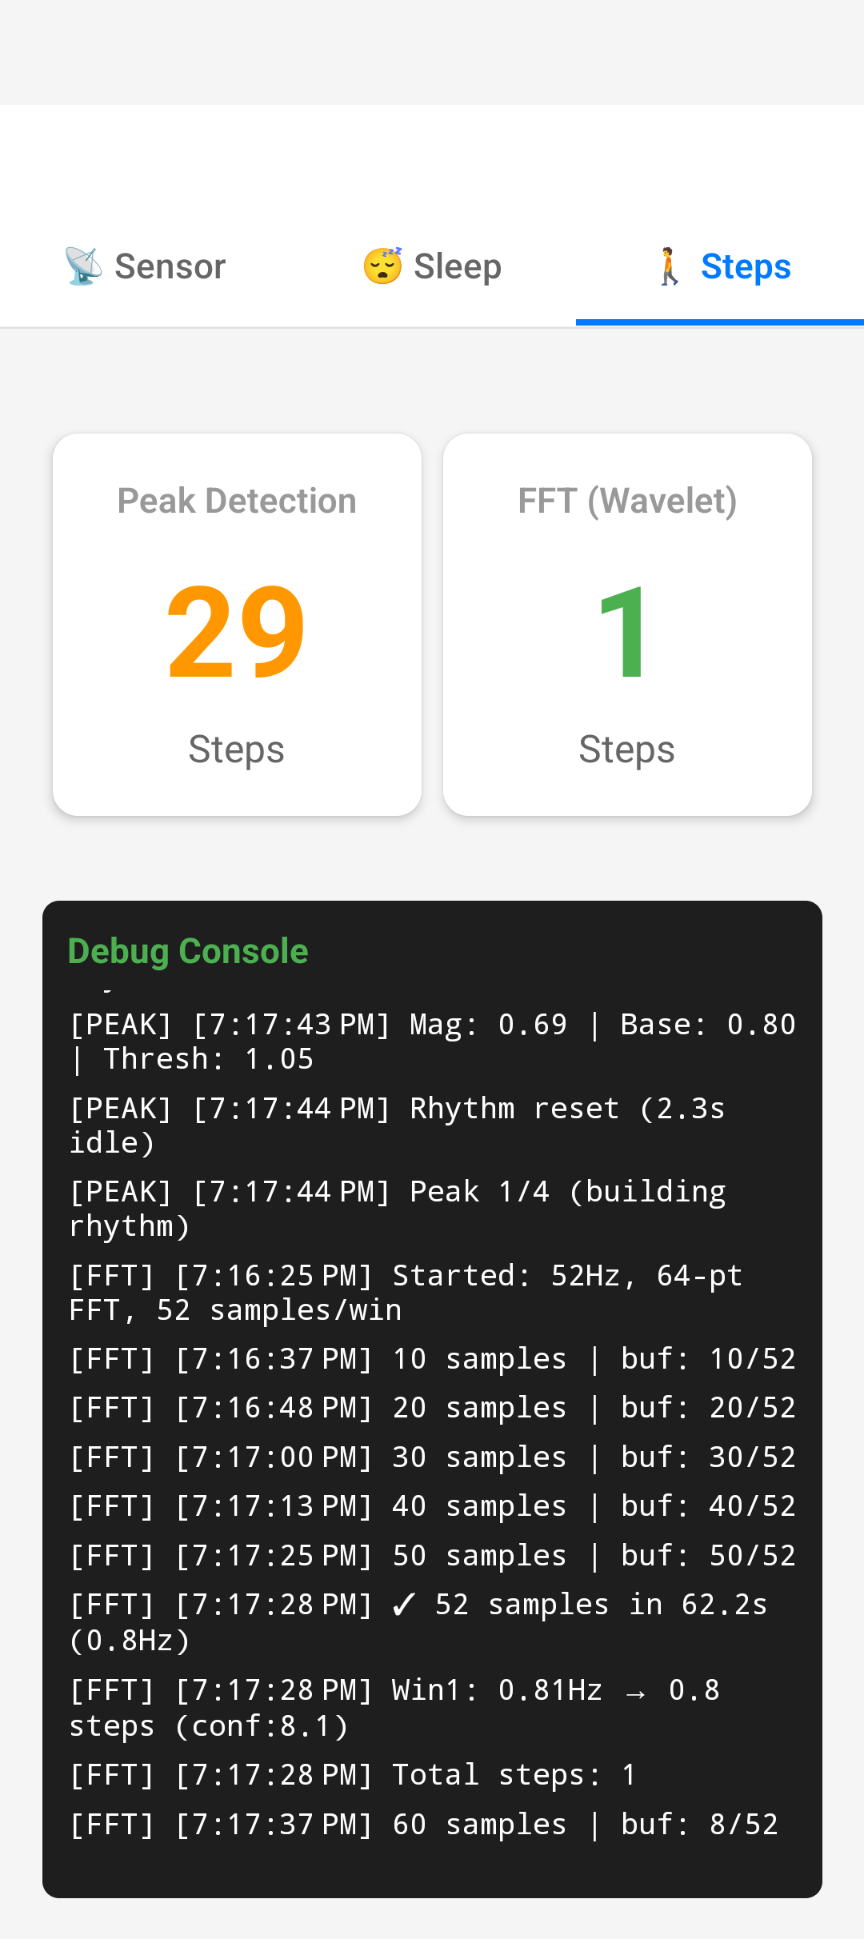 📡 Sensor
😴 Sleep
🚶 Steps
Peak Detection
29
Steps
FFT (Wavelet)
1
Steps
Debug Console
[PEAK] [7:17:43 PM] Mag: 0.69 | Base: 0.80
| Thresh: 1.05
[PEAK] [7:17:44 PM] Rhythm reset (2.3s
idle)
[PEAK] [7:17:44 PM] Peak 1/4 (building
rhythm)
[FFT] [7:16:25 PM] Started: 52Hz, 64-pt
FFT, 52 samples/win
[FFT] [7:16:37 PM] 10 samples | buf: 10/52
[FFT] [7:16:48 PM] 20 samples | buf: 20/52
[FFT] [7:17:00 PM] 30 samples | buf: 30/52
[FFT] [7:17:13 PM] 40 samples | buf: 40/52
[FFT] [7:17:25 PM] 50 samples | buf: 50/52
[FFT] [7:17:28 PM] ✓ 52 samples in 62.2s
(0.8Hz)
[FFT] [7:17:28 PM] Win1: 0.81Hz → 0.8
steps (conf:8.1)
[FFT] [7:17:28 PM] Total steps: 1
[FFT] [7:17:37 PM] 60 samples | buf: 8/52